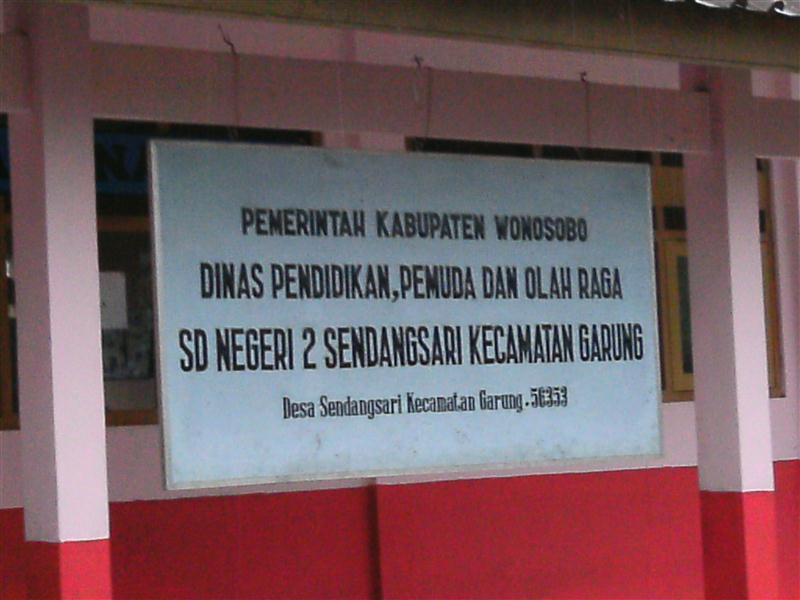 PEMERINTAH KABUPATEN WONOSOBO
DINAS PENDIDIKAN,PEMUDA DAN OLAH RAGA
SD NEGERI 2 SENDANGSARI KECAMATAN GARUNG
Desa Sendangsari Kecamatan Garung.56353